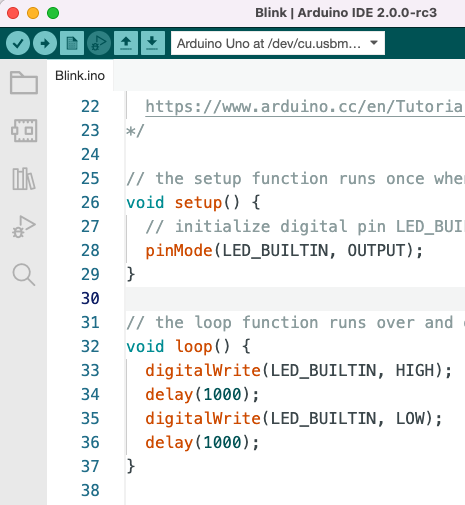 Blink | Arduino IDE 2.0.0-rc3
Arduino Uno at /dev/cu.usbm...
Blink.ino
22 https://www.arduino.cc/en/Tutoria
23 */
24
25 // the setup function runs once whe
26 void setup() {
27 // initialize digital pin LED_BUI
28 pinMode(LED_BUILTIN, OUTPUT);
29 }
30
31 // the loop function runs over and
32 void loop() {
33 digitalWrite(LED_BUILTIN, HIGH);
34 delay(1000);
35 digitalWrite(LED_BUILTIN, LOW);
36 delay(1000);
37 }
38